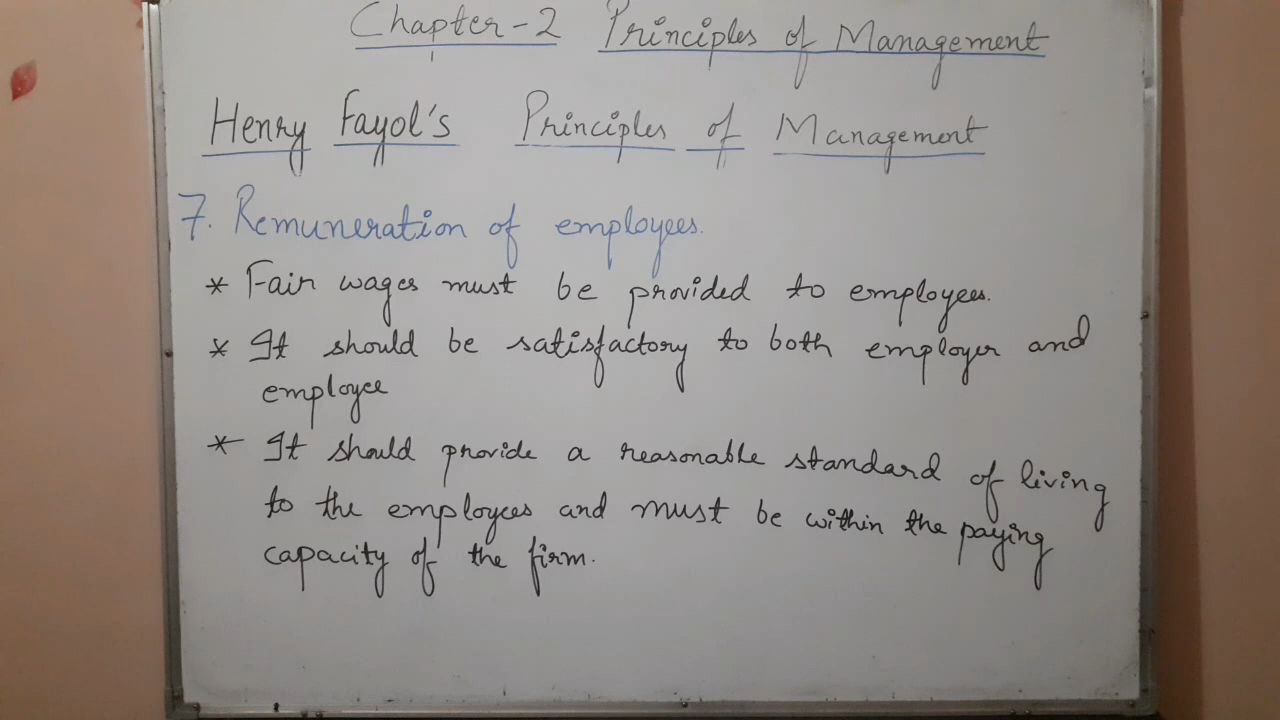 Chapter-2 Principles of Management
Henry Fayol's Principles of Management
7. Remuneration of employees.
* Fair wages must be provided to employees.
* It should be satisfactory to both employer and
employee
* It should provide a reasonable standard of living
to the employees and must be within the paying
capacity of the firm.